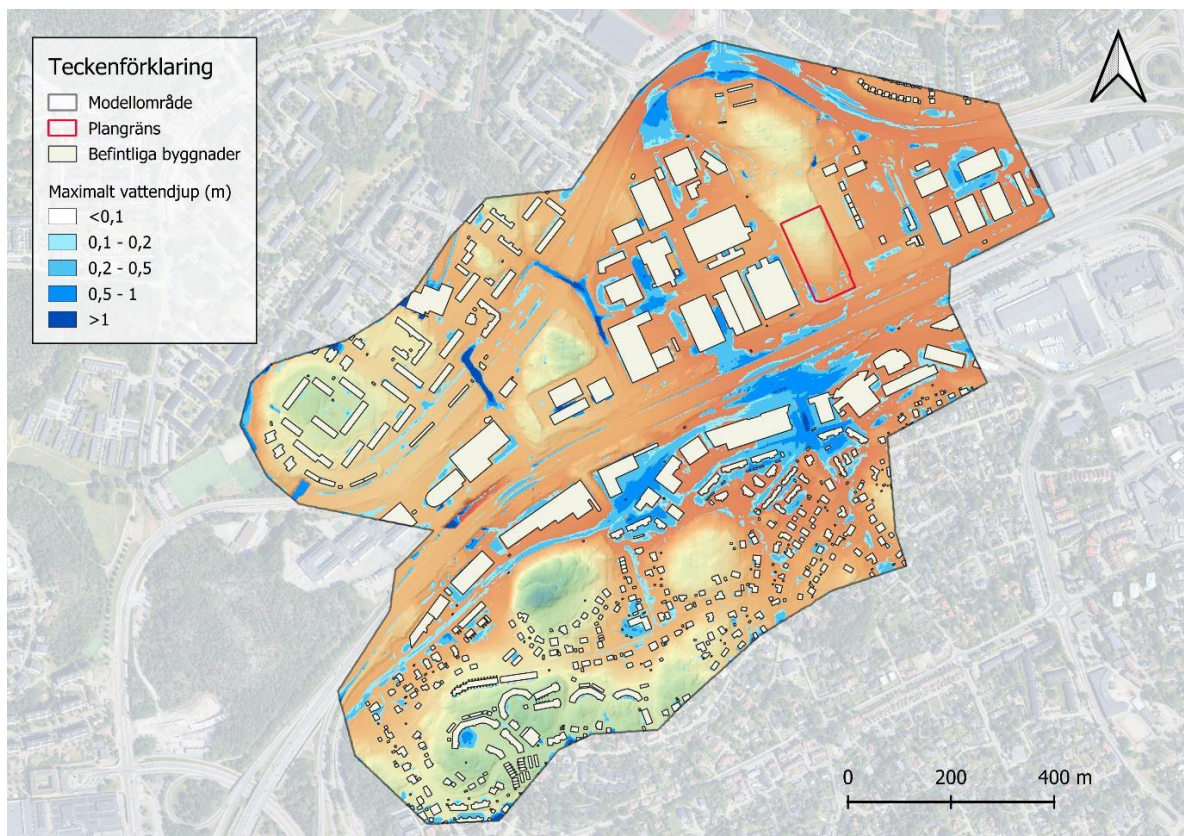 Teckenförklaring
Modellområde
Plangräns
Befintliga byggnader
Maximalt vattendjup (m)
<0,1
0,1 - 0,2
0,2 - 0,5
0,5 - 1
>1
0 200 400 m